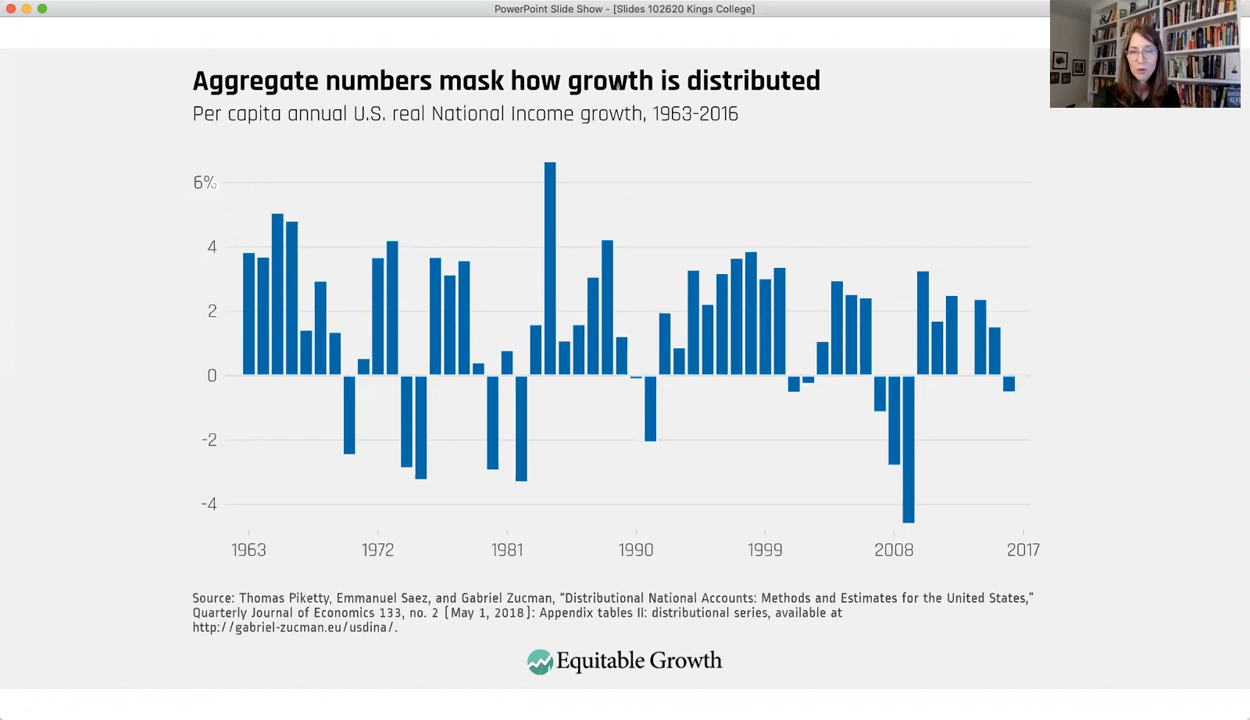 PowerPoint Slide Show - [Slides 102620 Kings College]
Aggregate numbers mask how growth is distributed
Per capita annual U.S. real National Income growth, 1963-2016
6%
4
2
0
-2
-4
1963 1972 1981 1990 1999 2008 2017
Source: Thomas Piketty, Emmanuel Saez, and Gabriel Zucman, “Distributional National Accounts: Methods and Estimates for the United States,”
Quarterly Journal of Economics 133, no. 2 (May 1, 2018): Appendix tables II: distributional series, available at
http://gabriel-zucman.eu/usdina/.
Equitable Growth